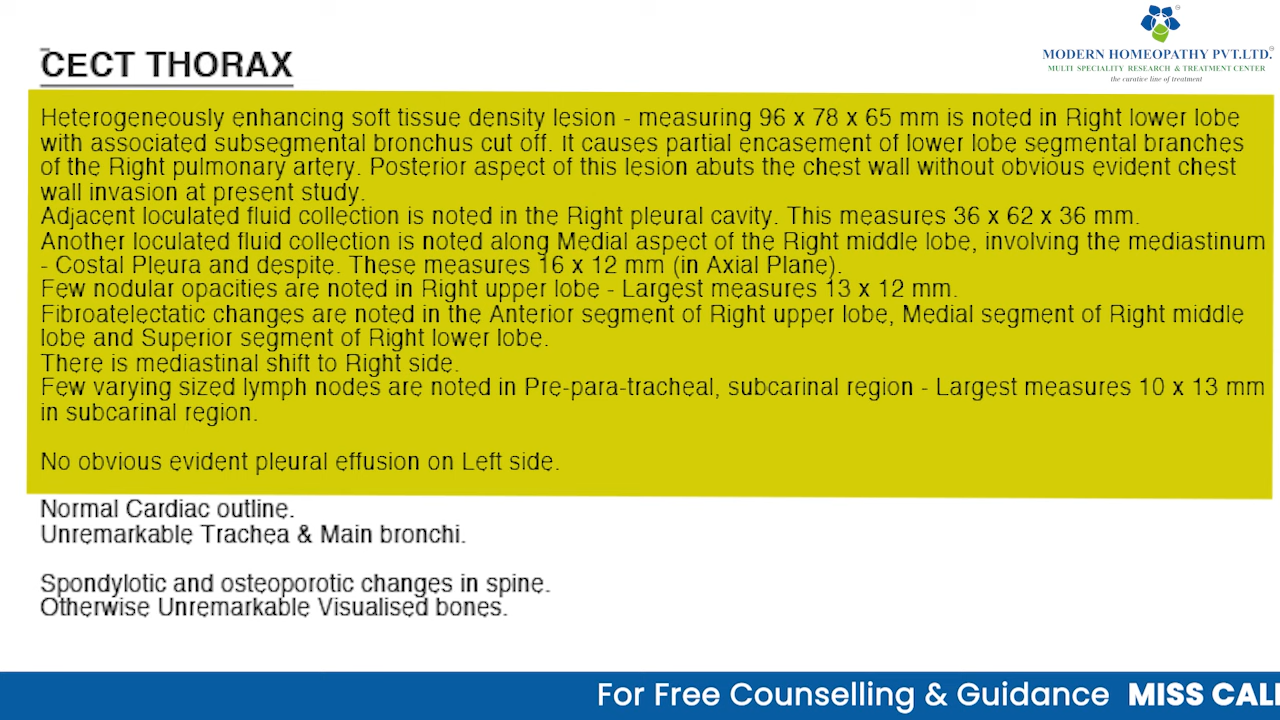 CECT THORAX
MODERN HOMEOPATHY PVT.LTD.
MULTI SPECIALITY RESEARCH & TREATMENT CENTER
the curative line of treatment
Heterogeneously enhancing soft tissue density lesion - measuring 96 x 78 x 65 mm is noted in Right lower lobe
with associated subsegmental bronchus cut off. It causes partial encasement of lower lobe segmental branches
of the Right pulmonary artery. Posterior aspect of this lesion abuts the chest wall without obvious evident chest
wall invasion at present study.
Adjacent loculated fluid collection is noted in the Right pleural cavity. This measures 36 x 62 x 36 mm.
Another loculated fluid collection is noted along Medial aspect of the Right middle lobe, involving the mediastinum
- Costal Pleura and despite. These measures 16 x 12 mm (in Axial Plane).
Few nodular opacities are noted in Right upper lobe - Largest measures 13 x 12 mm.
Fibroatelectatic changes are noted in the Anterior segment of Right upper lobe, Medial segment of Right middle
lobe and Superior segment of Right lower lobe.
There is mediastinal shift to Right side.
Few varying sized lymph nodes are noted in Pre-para-tracheal, subcarinal region - Largest measures 10 x 13 mm
in subcarinal region.
No obvious evident pleural effusion on Left side.
Normal Cardiac outline.
Unremarkable Trachea & Main bronchi.
Spondylotic and osteoporotic changes in spine.
Otherwise Unremarkable Visualised bones.
For Free Counselling & Guidance MISS CALL